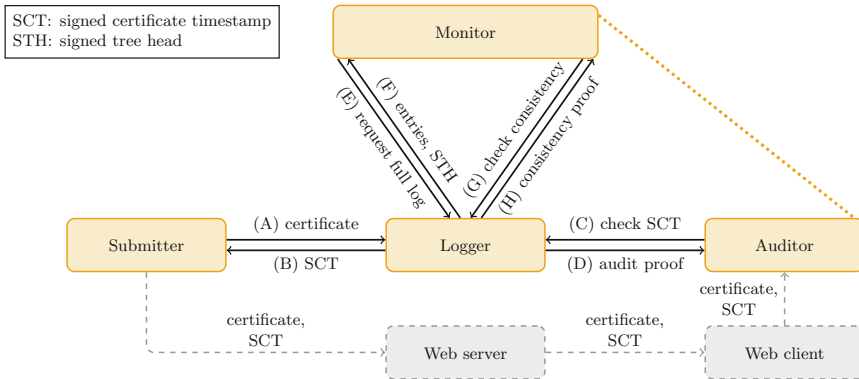 SCT: signed certificate timestamp
STH: signed tree head
Monitor
(E) request full log
(F) entries, STH
(G) check consistency
(H) consistency proof
Submitter
(A) certificate
(B) SCT
Logger
(C) check SCT
(D) audit proof
Auditor
certificate,
SCT
Web server
certificate,
SCT
Web client
certificate,
SCT